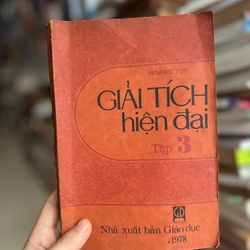 HOÀNG TỤY
GIẢI TÍCH
hiện đại
Tập 3
Nhà xuất bản Giáo dục
1978